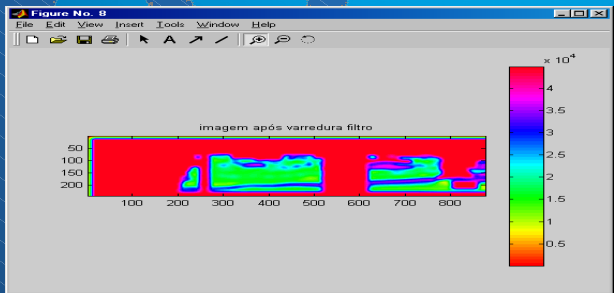 Figure No. 8
File Edit View Insert Tools Window Help
A
x 10^4
imagem após varredura filtro
4
3.5
3
2.5
2
1.5
1
0.5
50
100
150
200
100 200 300 400 500 600 700 800